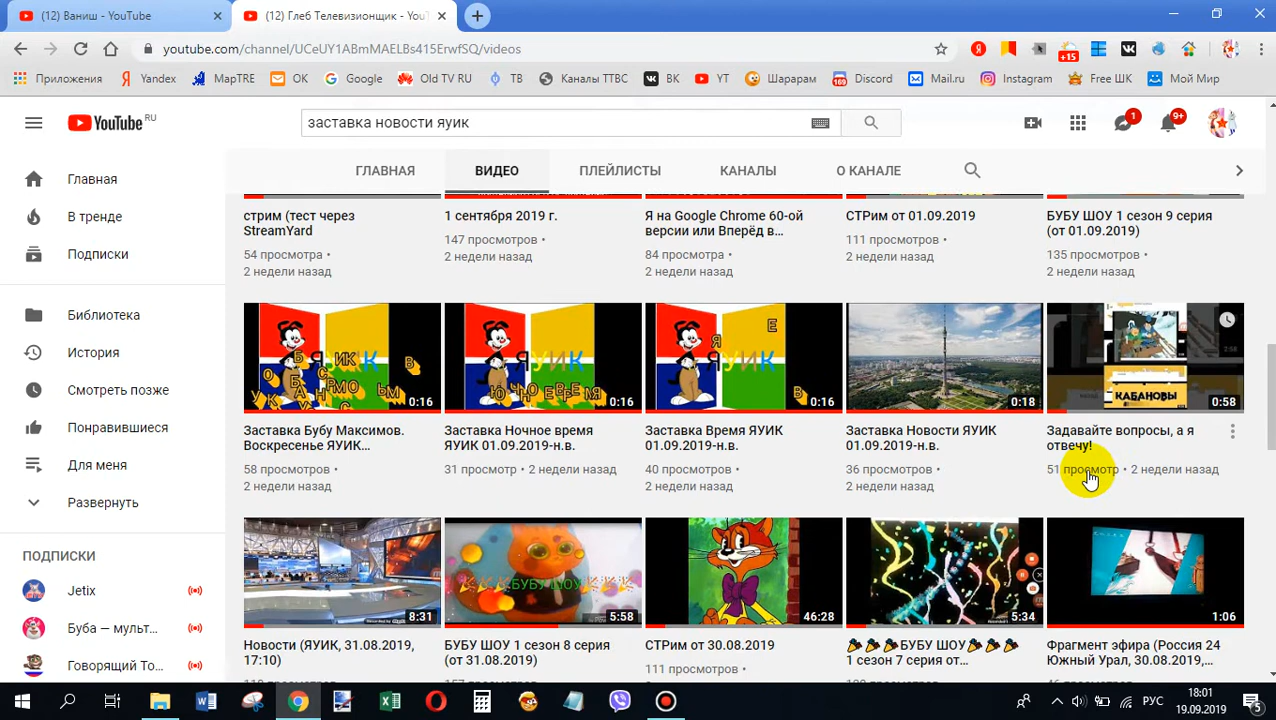 (12) Ваниш - YouTube
(12) Глеб Телевизионщик - YouT
youtube.com/channel/UCeUY1ABmMAELBs415ErwfSQ/videos
+15
Приложения
Yandex
MapTRE
OK
Google
Old TV.RU
ТВ
Каналы ТТВС
ВК
YT
Шарарам
169
Discord
Mail.ru
Instagram
Free ШК
Мой Мир
YouTube RU
заставка новости яуик
1
9+
ГЛАВНАЯ
ВИДЕО
ПЛЕЙЛИСТЫ
КАНАЛЫ
О КАНАЛЕ
Главная
В тренде
Подписки
Библиотека
История
Смотреть позже
Понравившиеся
Для меня
Развернуть
ПОДПИСКИ
Jetix
Буба — мульт...
Говорящий То...
стрим (тест через
StreamYard
54 просмотра •
2 недели назад
1 сентября 2019 г.
147 просмотров •
2 недели назад
Я на Google Chrome 60-ой
версии или Вперёд в...
84 просмотра •
2 недели назад
СТРим от 01.09.2019
111 просмотров •
2 недели назад
БУБУ ШОУ 1 сезон 9 серия
(от 01.09.2019)
135 просмотров •
2 недели назад
0:16
Заставка Бубу Максимов.
Воскресенье ЯУИК...
58 просмотров •
2 недели назад
0:16
Заставка Ночное время
ЯУИК 01.09.2019-н.в.
31 просмотр • 2 недели назад
0:16
Заставка Время ЯУИК
01.09.2019-н.в.
40 просмотров •
2 недели назад
0:18
Заставка Новости ЯУИК
01.09.2019-н.в.
36 просмотров •
2 недели назад
КАБАНОВЫ
2:58
0:58
Задавайте вопросы, а я
отвечу!
51 просмотр • 2 недели назад
8:31
Новости (ЯУИК, 31.08.2019,
17:10)
БУБУ ШОУ
5:58
БУБУ ШОУ 1 сезон 8 серия
(от 31.08.2019)
46:28
СТРим от 30.08.2019
111 просмотров •
5:34
БУБУ ШОУ
1 сезон 7 серия от...
1:06
Фрагмент эфира (Россия 24
Южный Урал, 30.08.2019,...
РУС
18:01
19.09.2019
5